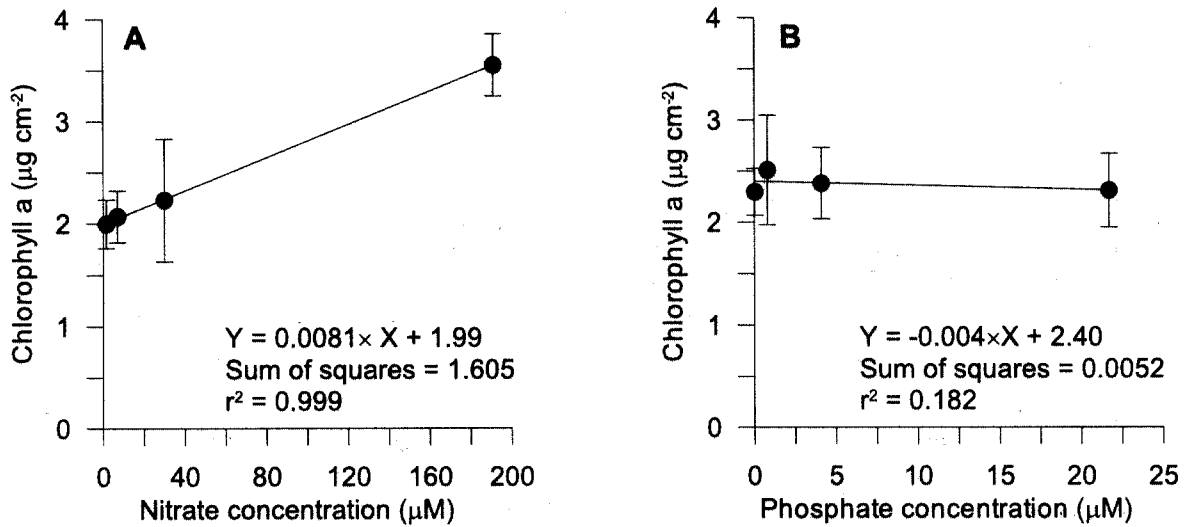 A
4
3
2
1
0
Chlorophyll a (μg cm⁻²)
Y = 0.0081× X + 1.99
Sum of squares = 1.605
r² = 0.999
0 40 80 120 160 200
Nitrate concentration (μM)
B
4
3
2
1
0
Chlorophyll a (μg cm⁻²)
Y = -0.004×X + 2.40
Sum of squares = 0.0052
r² = 0.182
0 5 10 15 20 25
Phosphate concentration (μM)